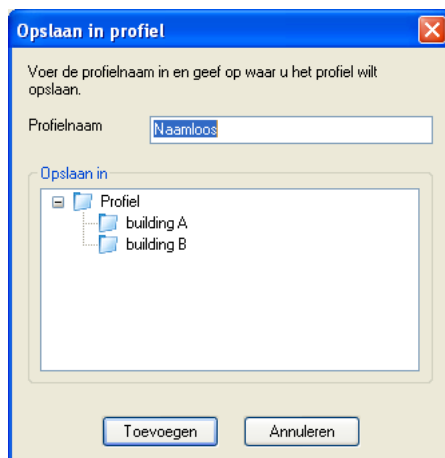 Opslaan in profiel
Voer de profielnaam in en geef op waar u het profiel wilt
opslaan.
Profielnaam Naamloos
Opslaan in
Profiel
building A
building B
Toevoegen Annuleren